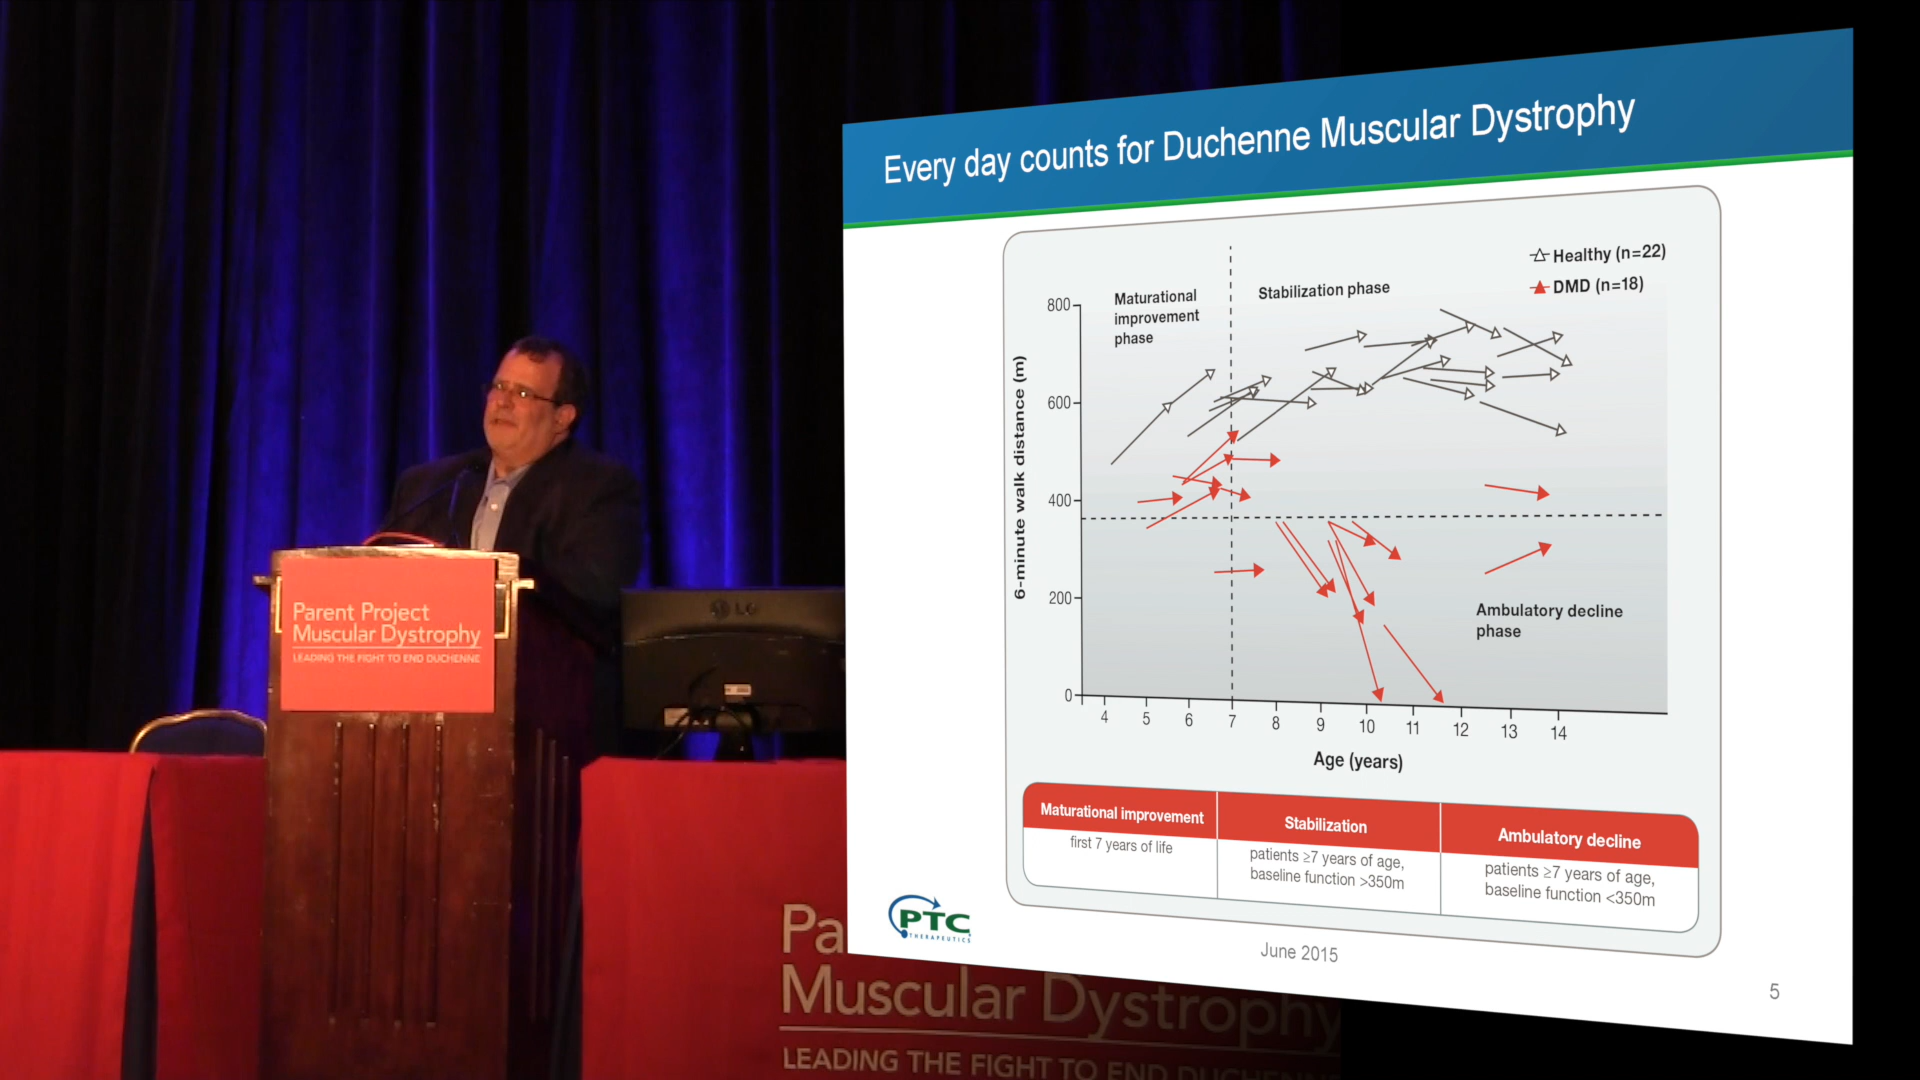 Every day counts for Duchenne Muscular Dystrophy
Healthy (n=22)
DMD (n=18)
Maturational
improvement
phase
Stabilization phase
800
600
400
200
0
6-minute walk distance (m)
Ambulatory decline
phase
4 5 6 7 8 9 10 11 12 13 14
Age (years)
Maturational improvement
first 7 years of life
Stabilization
patients ≥7 years of age,
baseline function >350m
Ambulatory decline
patients ≥7 years of age,
baseline function <350m
PTC
THERAPEUTICS
June 2015
5
LG
Parent Project
Muscular Dystrophy
LEADING THE FIGHT TO END DUCHENNE
Pa
Muscular Dystrophy
LEADING THE FIGHT TO END DUCHENNE